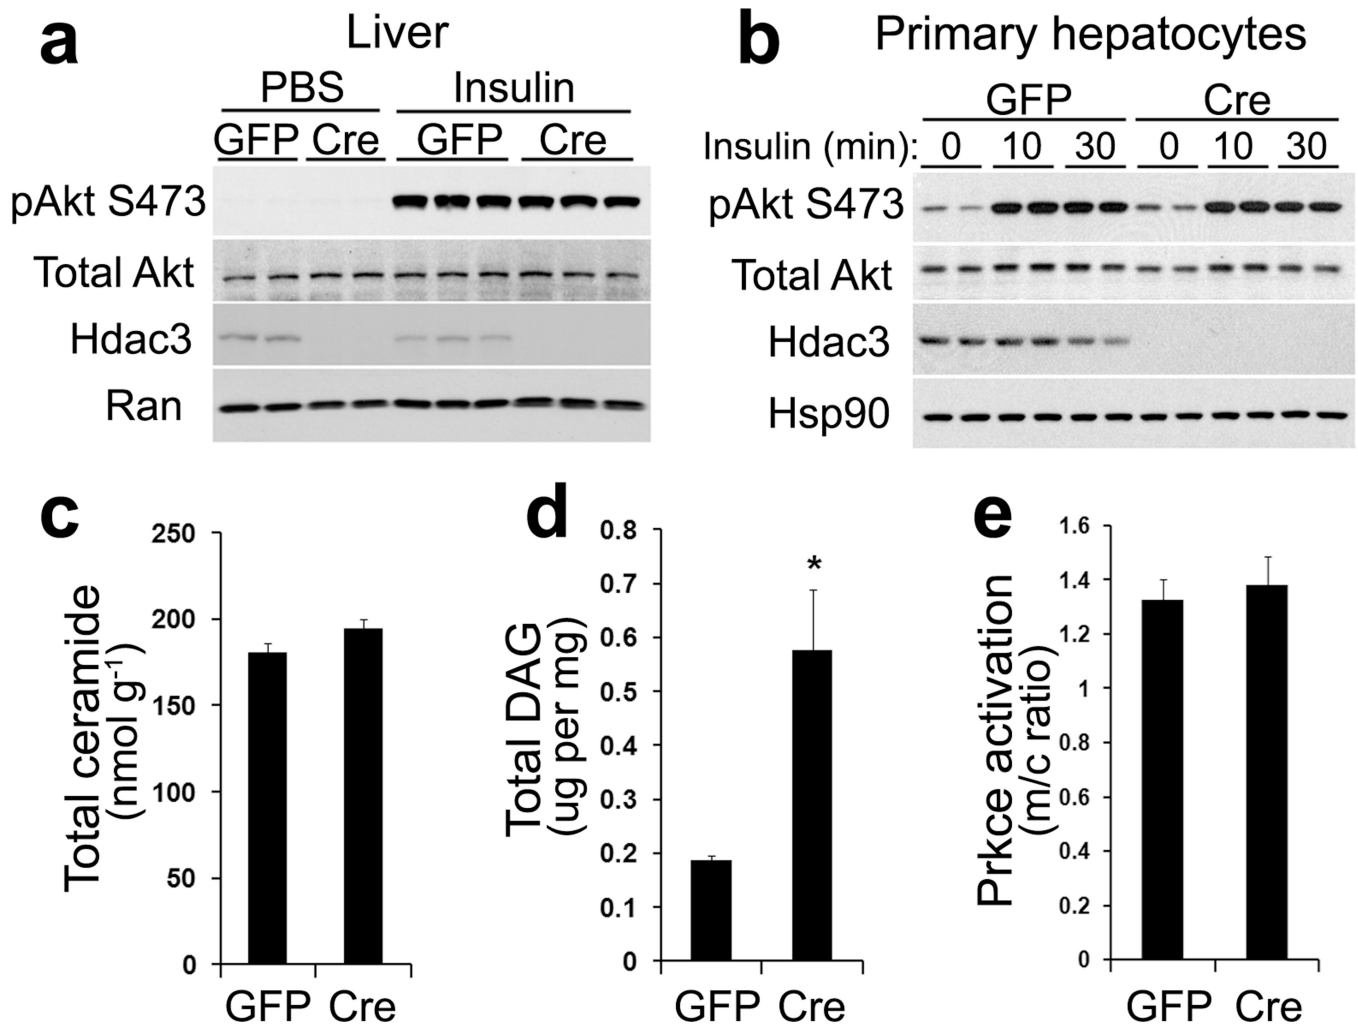 a
Liver
PBS Insulin
GFP Cre GFP Cre
pAkt S473
Total Akt
Hdac3
Ran
b
Primary hepatocytes
GFP Cre
Insulin (min): 0 10 30 0 10 30
pAkt S473
Total Akt
Hdac3
Hsp90
c
Total ceramide
(nmol g⁻¹)
250
200
150
100
50
0
GFP Cre
d
Total DAG
(ug per mg)
0.8
0.7
0.6
0.5
0.4
0.3
0.2
0.1
0
*
GFP Cre
e
Prkce activation
(m/c ratio)
1.6
1.4
1.2
1
0.8
0.6
0.4
0.2
0
GFP Cre